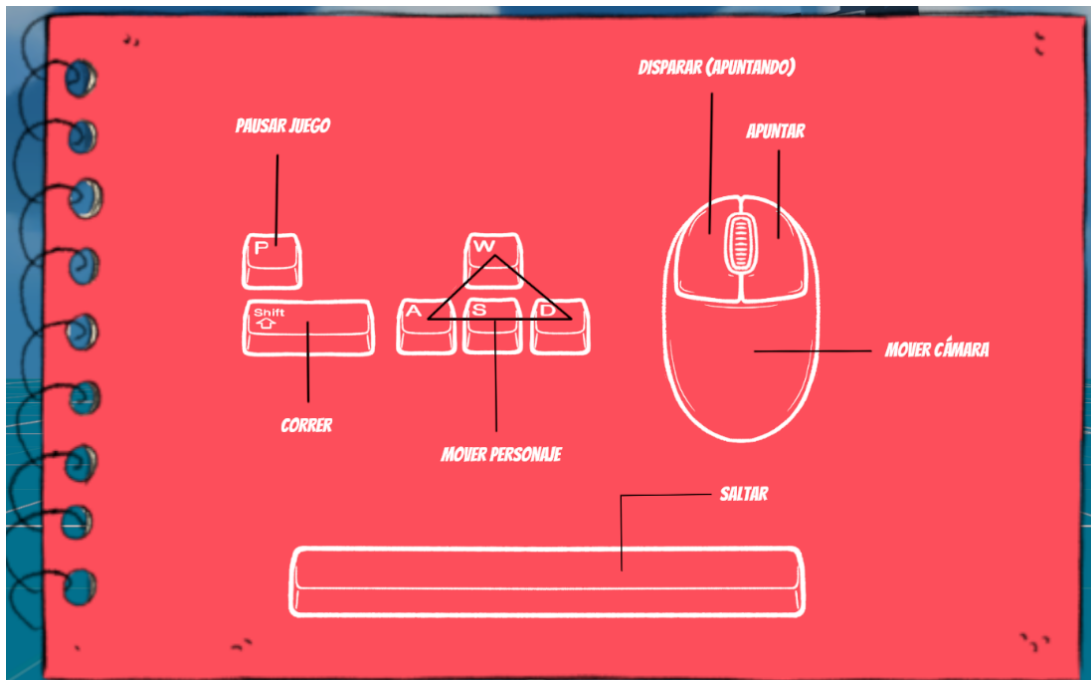 DISPARAR (APUNTANDO)
PAUSAR JUEGO
APUNTAR
P
W
Shift
A
S
D
MOVER CÁMARA
CORRER
MOVER PERSONAJE
SALTAR